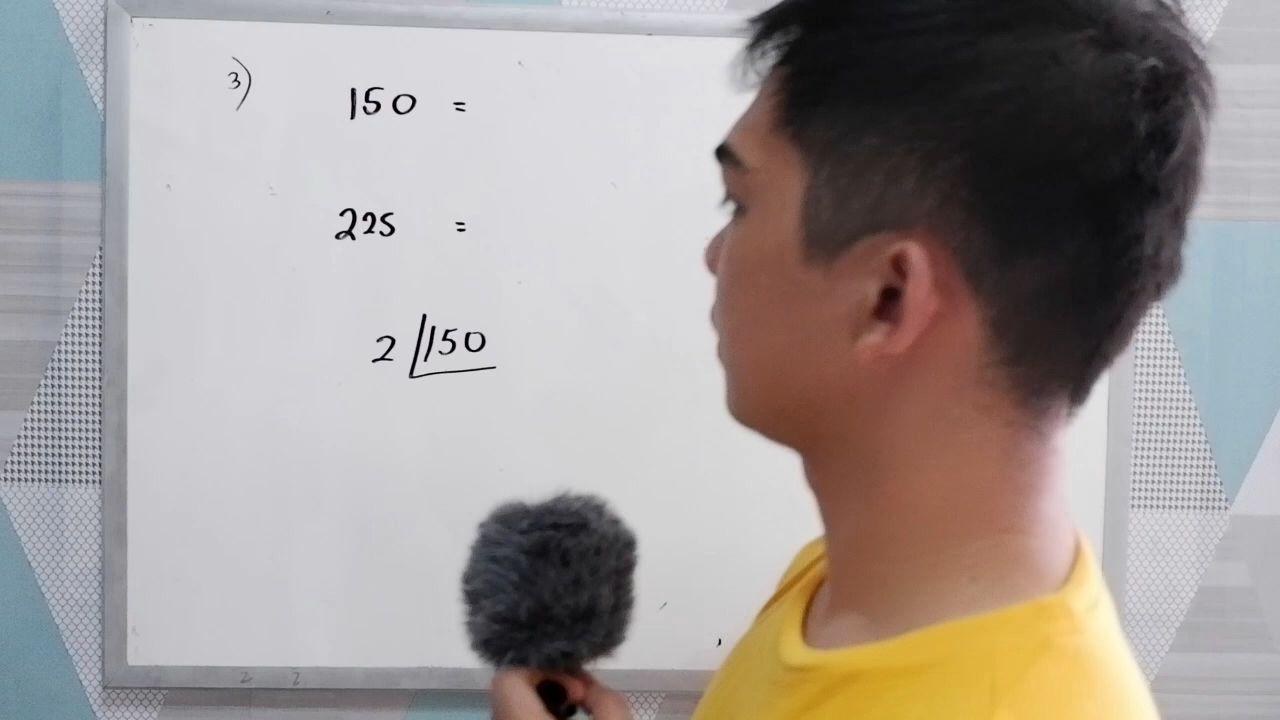 3) 150 =
225 =
2 150